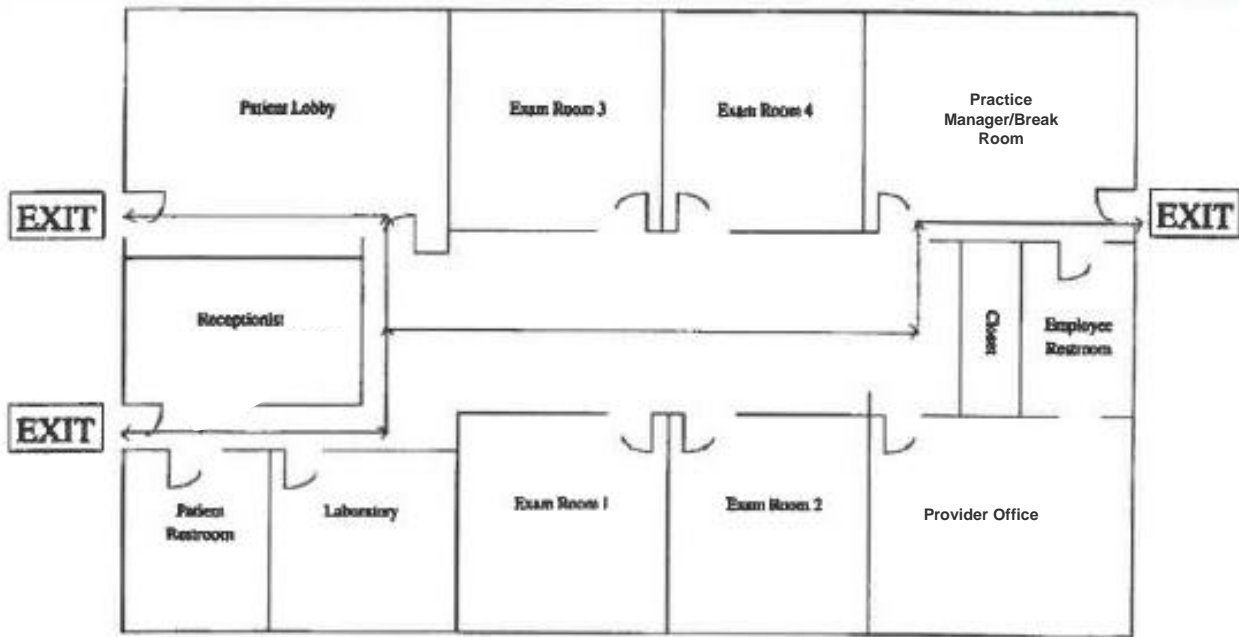 Patient Lobby
Exam Room 3
Exam Room 4
Practice
Manager/Break
Room
EXIT
EXIT
Receptionist
Closet
Employee
Restroom
EXIT
Patient
Restroom
Laboratory
Exam Room 1
Exam Room 2
Provider Office